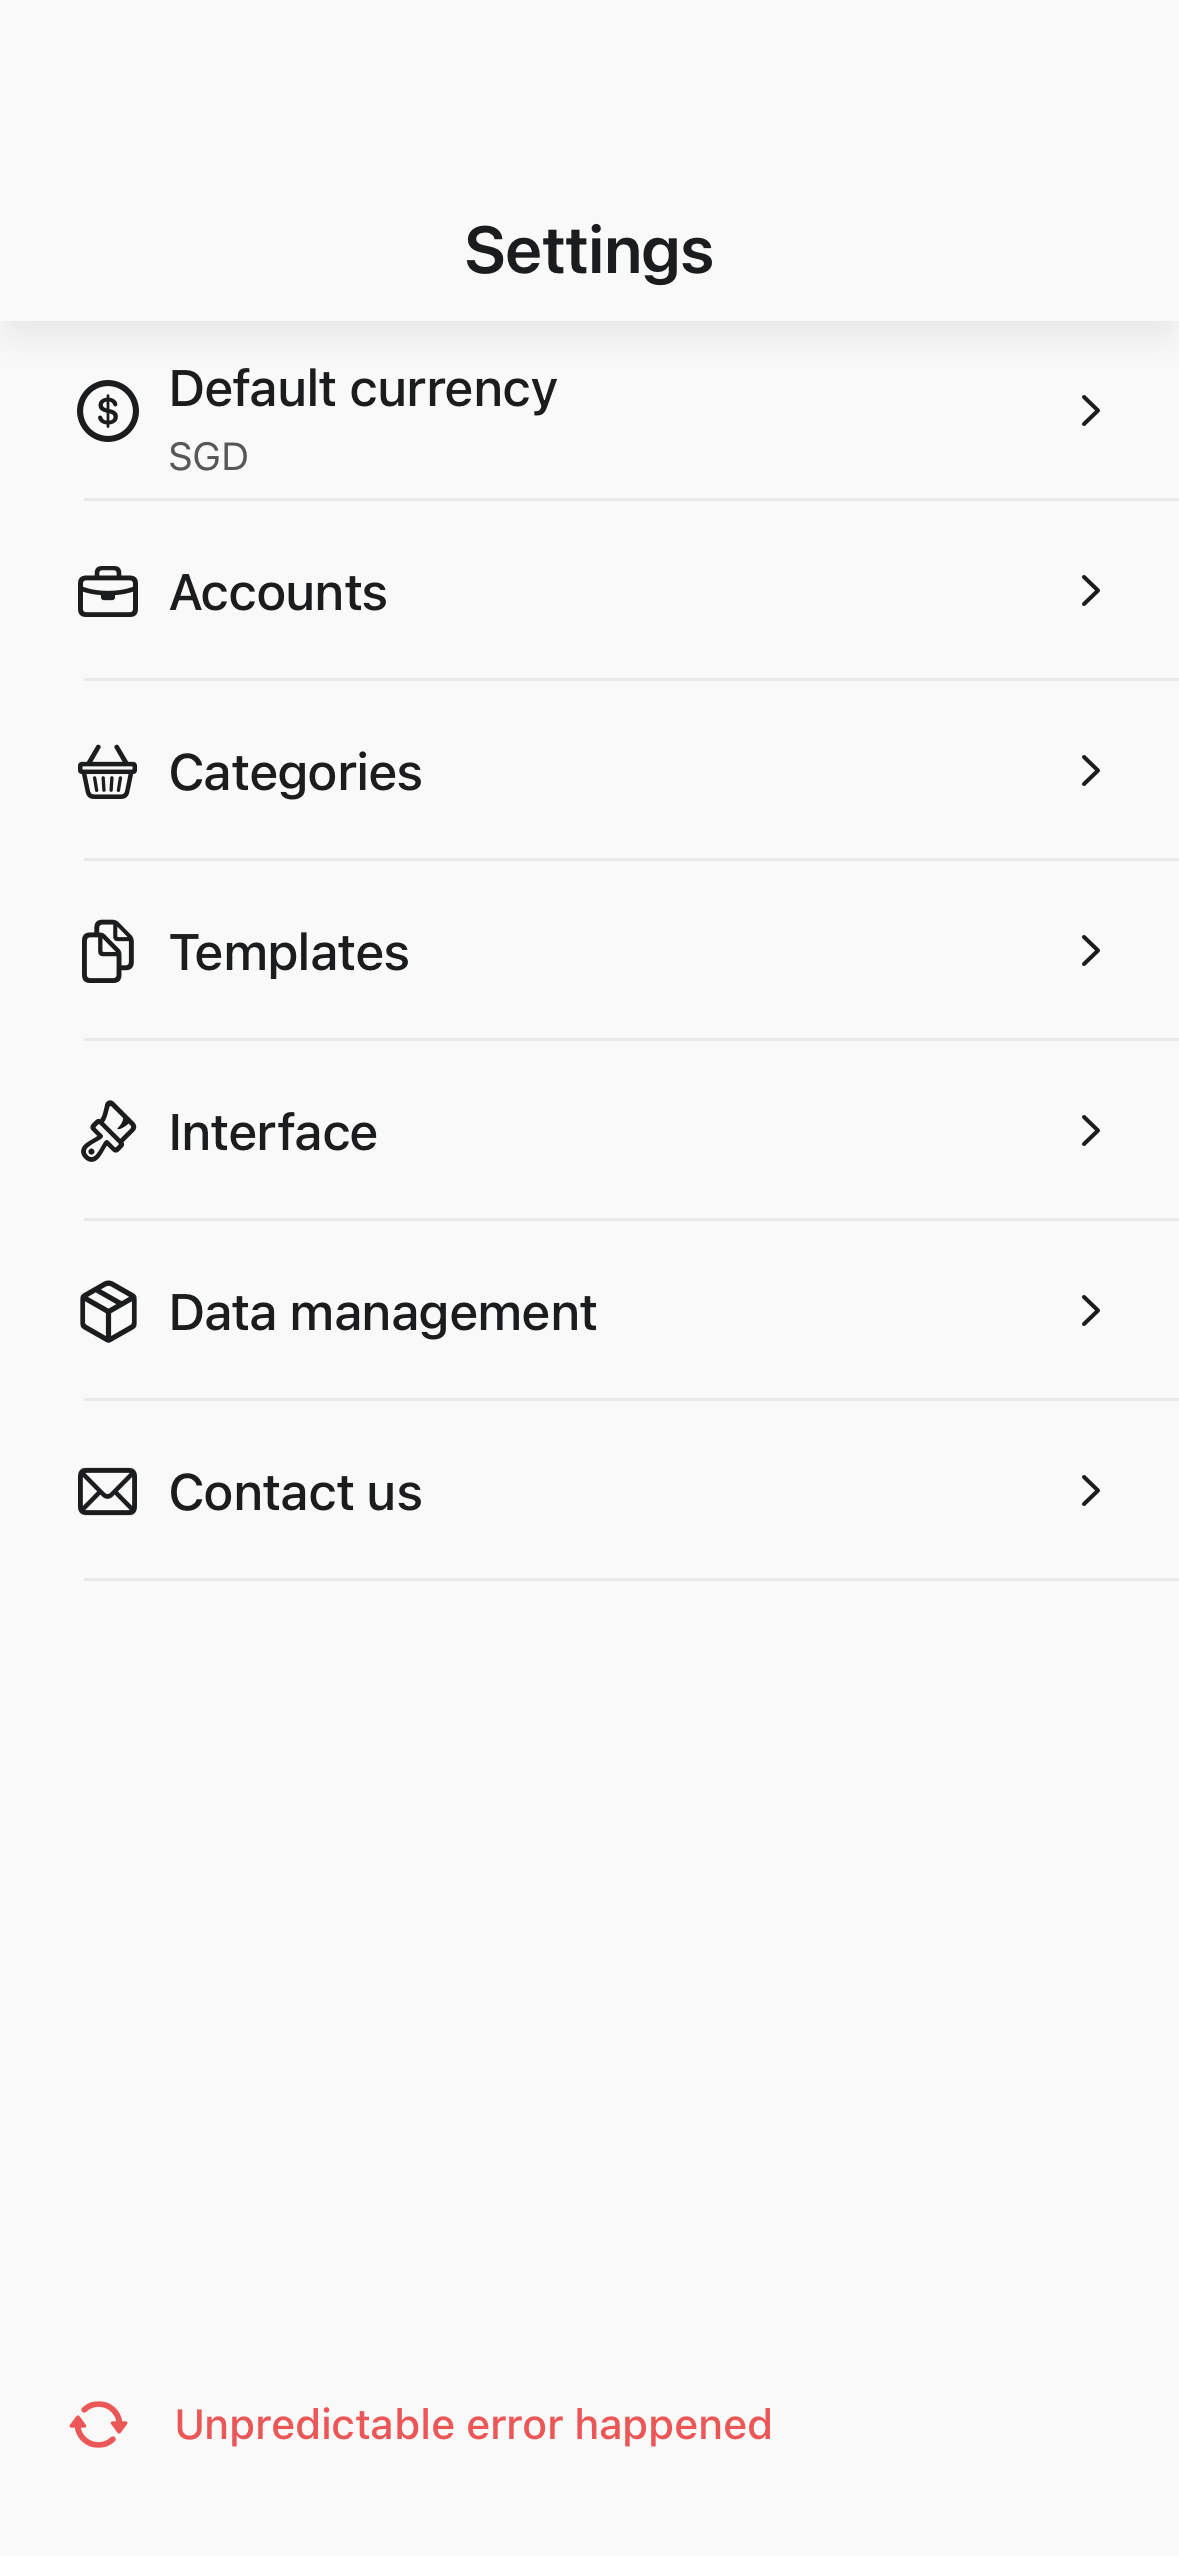 Settings
Default currency
SGD
Accounts
Categories
Templates
Interface
Data management
Contact us
Unpredictable error happened